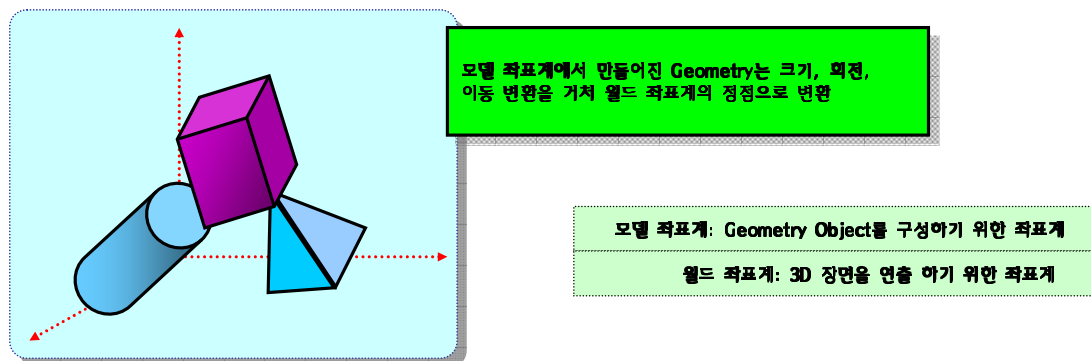 모델 좌표계에서 만들어진 Geometry는 크기, 회전,
이동 변환을 거쳐 월드 좌표계의 정점으로 변환
모델 좌표계: Geometry Object를 구성하기 위한 좌표계
월드 좌표계: 3D 장면을 연출 하기 위한 좌표계